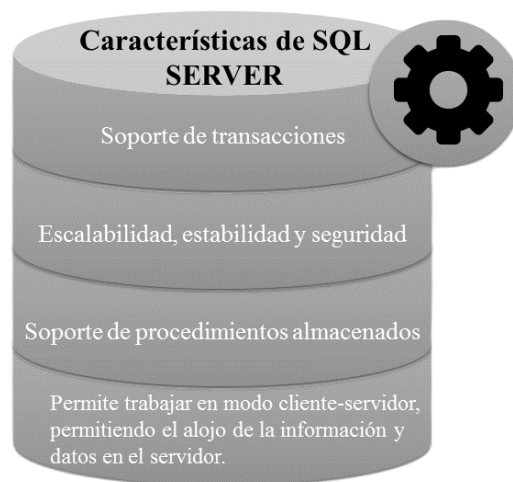 Características de SQL
SERVER
Soporte de transacciones
Escalabilidad, estabilidad y seguridad
Soporte de procedimientos almacenados
Permite trabajar en modo cliente-servidor,
permitiendo el alojo de la información y
datos en el servidor.